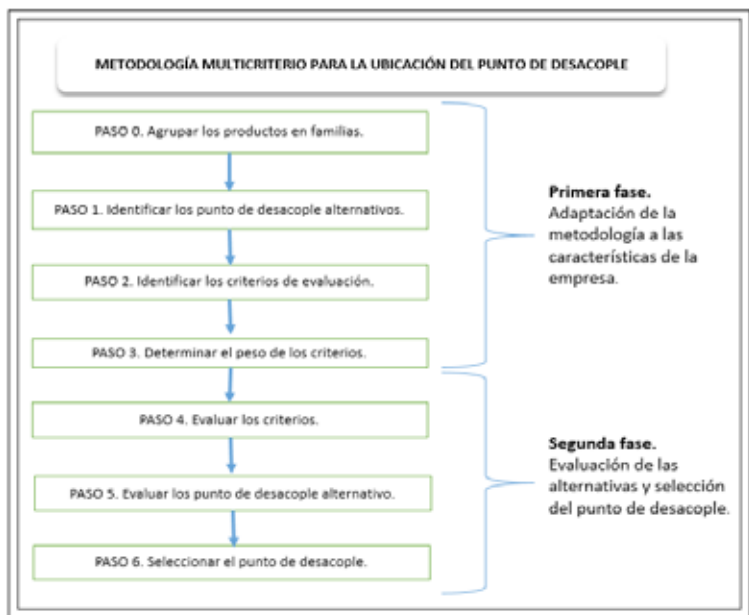 METODOLOGÍA MULTICRITERIO PARA LA UBICACIÓN DEL PUNTO DE DESACOPLE
PASO 0. Agrupar los productos en familias.
PASO 1. Identificar los punto de desacople alternativos.
PASO 2. Identificar los criterios de evaluación.
PASO 3. Determinar el peso de los criterios.
Primera fase.
Adaptación de la
metodología a las
características de la
empresa.
PASO 4. Evaluar los criterios.
PASO 5. Evaluar los punto de desacople alternativo.
PASO 6. Seleccionar el punto de desacople.
Segunda fase.
Evaluación de las
alternativas y selección
del punto de desacople.